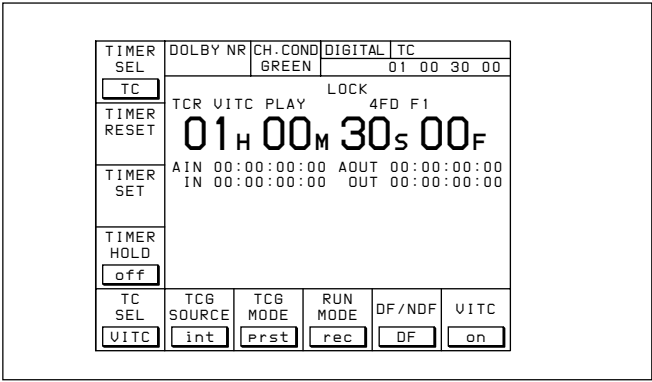 TIMER SEL
TC
DOLBY NR
CH.COND
GREEN
DIGITAL
TC
01 00 30 00
LOCK
TCR VITC PLAY 4FD F1
01H 00M 30S 00F
AIN 00:00:00:00 AOUT 00:00:00:00
IN 00:00:00:00 OUT 00:00:00:00
TIMER RESET
TIMER SET
TIMER HOLD
off
TC SEL
VITC
TCG SOURCE
int
TCG MODE
prst
RUN MODE
rec
DF/NDF
DF
VITC
on